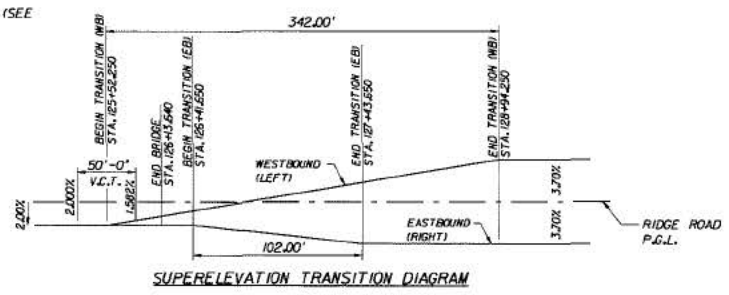 (SEE
342.00'
BEGIN TRANSITION (WB)
STA. 125+52.250
END BRIDGE
STA. 126+13.640
BEGIN TRANSITION (EB)
STA. 126+41.650
END TRANSITION (EB)
STA. 127+43.650
END TRANSITION (WB)
STA. 128+94.250
50'-0"
V.C.T.
2.000%
1.582%
2.00%
WESTBOUND
(LEFT)
3.70%
EASTBOUND
(RIGHT)
3.70%
RIDGE ROAD
P.G.L.
102.00'
SUPERELEVATION TRANSITION DIAGRAM